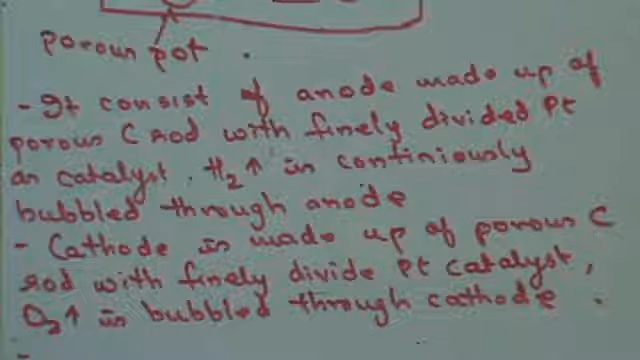 porous pot .
- It consist of anode made up of
porous C rod with finely divided Pt
as catalyst. H2↑ is continiously
bubbled through anode
- Cathode is made up of porous C
rod with finely divide Pt catalyst,
O2↑ is bubbled through cathode .
-